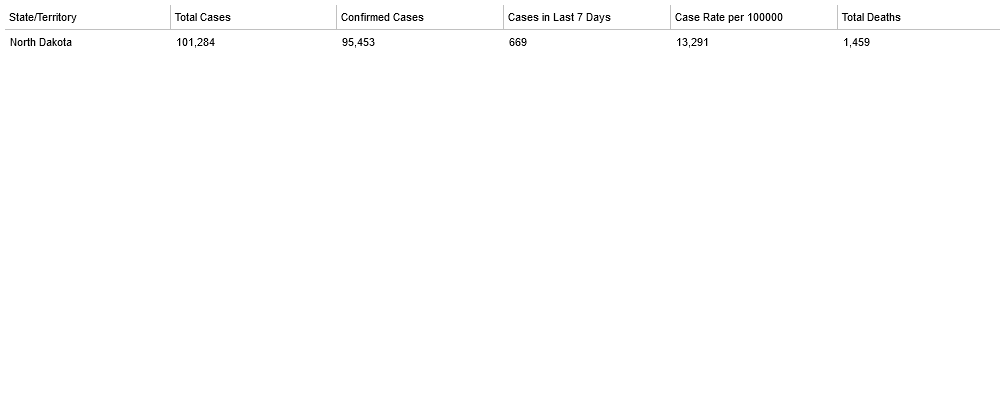 State/Territory Total Cases Confirmed Cases Cases in Last 7 Days Case Rate per 100000 Total Deaths
North Dakota 101,284 95,453 669 13,291 1,459